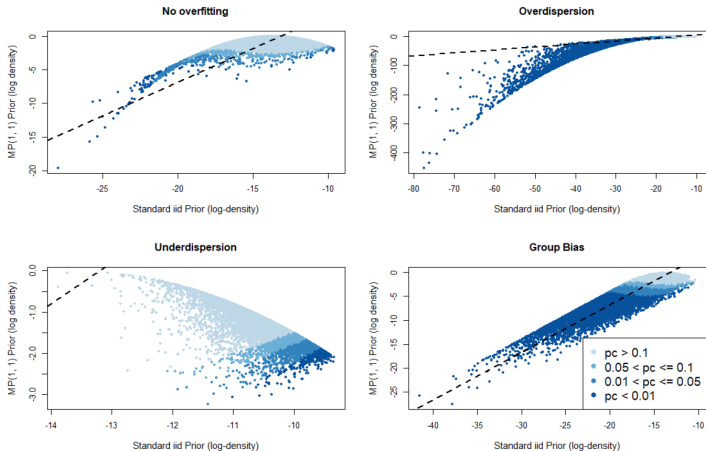 No overfitting
Overdispersion
MP(1, 1) Prior (log density)
0
-5
-10
-15
-20
-25
-20
-15
-10
Standard iid Prior (log-density)
MP(1, 1) Prior (log density)
0
-100
-200
-300
-400
-80
-70
-60
-50
-40
-30
-20
-10
Standard iid Prior (log-density)
Underdispersion
Group Bias
MP(1, 1) Prior (log density)
0.0
-1.0
-2.0
-3.0
-14
-13
-12
-11
-10
Standard iid Prior (log-density)
MP(1, 1) Prior (log density)
0
-5
-10
-15
-20
-25
-40
-35
-30
-25
-20
-15
-10
Standard iid Prior (log-density)
pc > 0.1
0.05 < pc <= 0.1
0.01 < pc <= 0.05
pc < 0.01